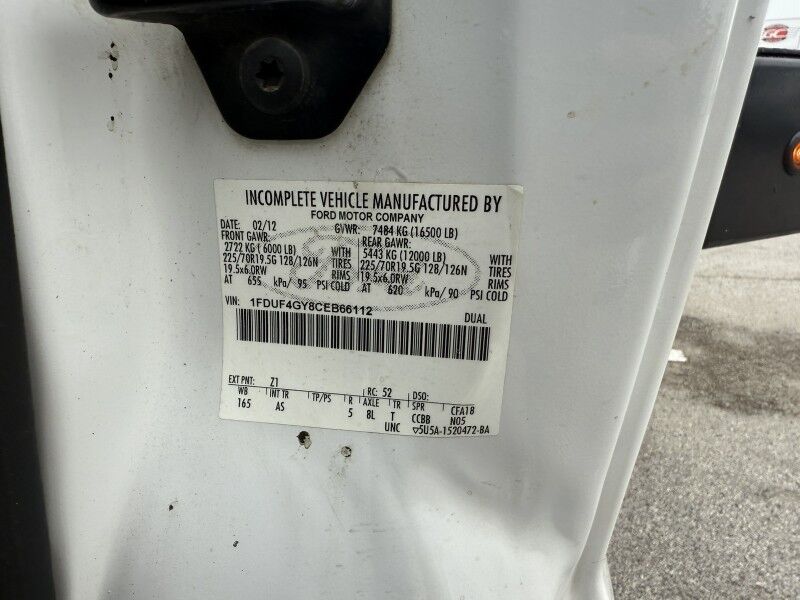 INCOMPLETE VEHICLE MANUFACTURED BY
FORD MOTOR COMPANY
DATE: 02/12 GVWR: 7484 KG (16500 LB)
FRONT GAWR: REAR GAWR:
2722 KG ( 6000 LB) WITH 5443 KG (12000 LB) WITH
225/70R19.5G 128/126N TIRES 225/70R19.5G 128/126N TIRES
19.5x6.0RW RIMS 19.5x6.0RW RIMS
AT 655 kPa/ 95 PSI COLD AT 620 kPa/ 90 PSI COLD
VIN: 1FDUF4GY8CEB66112 DUAL
EXT PNT: Z1 RC: 52 DSO:
WB INT TR TP/PS R AXLE TR SPR CFA18
165 AS 5 BL T CCBB N05
UNC ▽5U5A-1520472-BA
GC